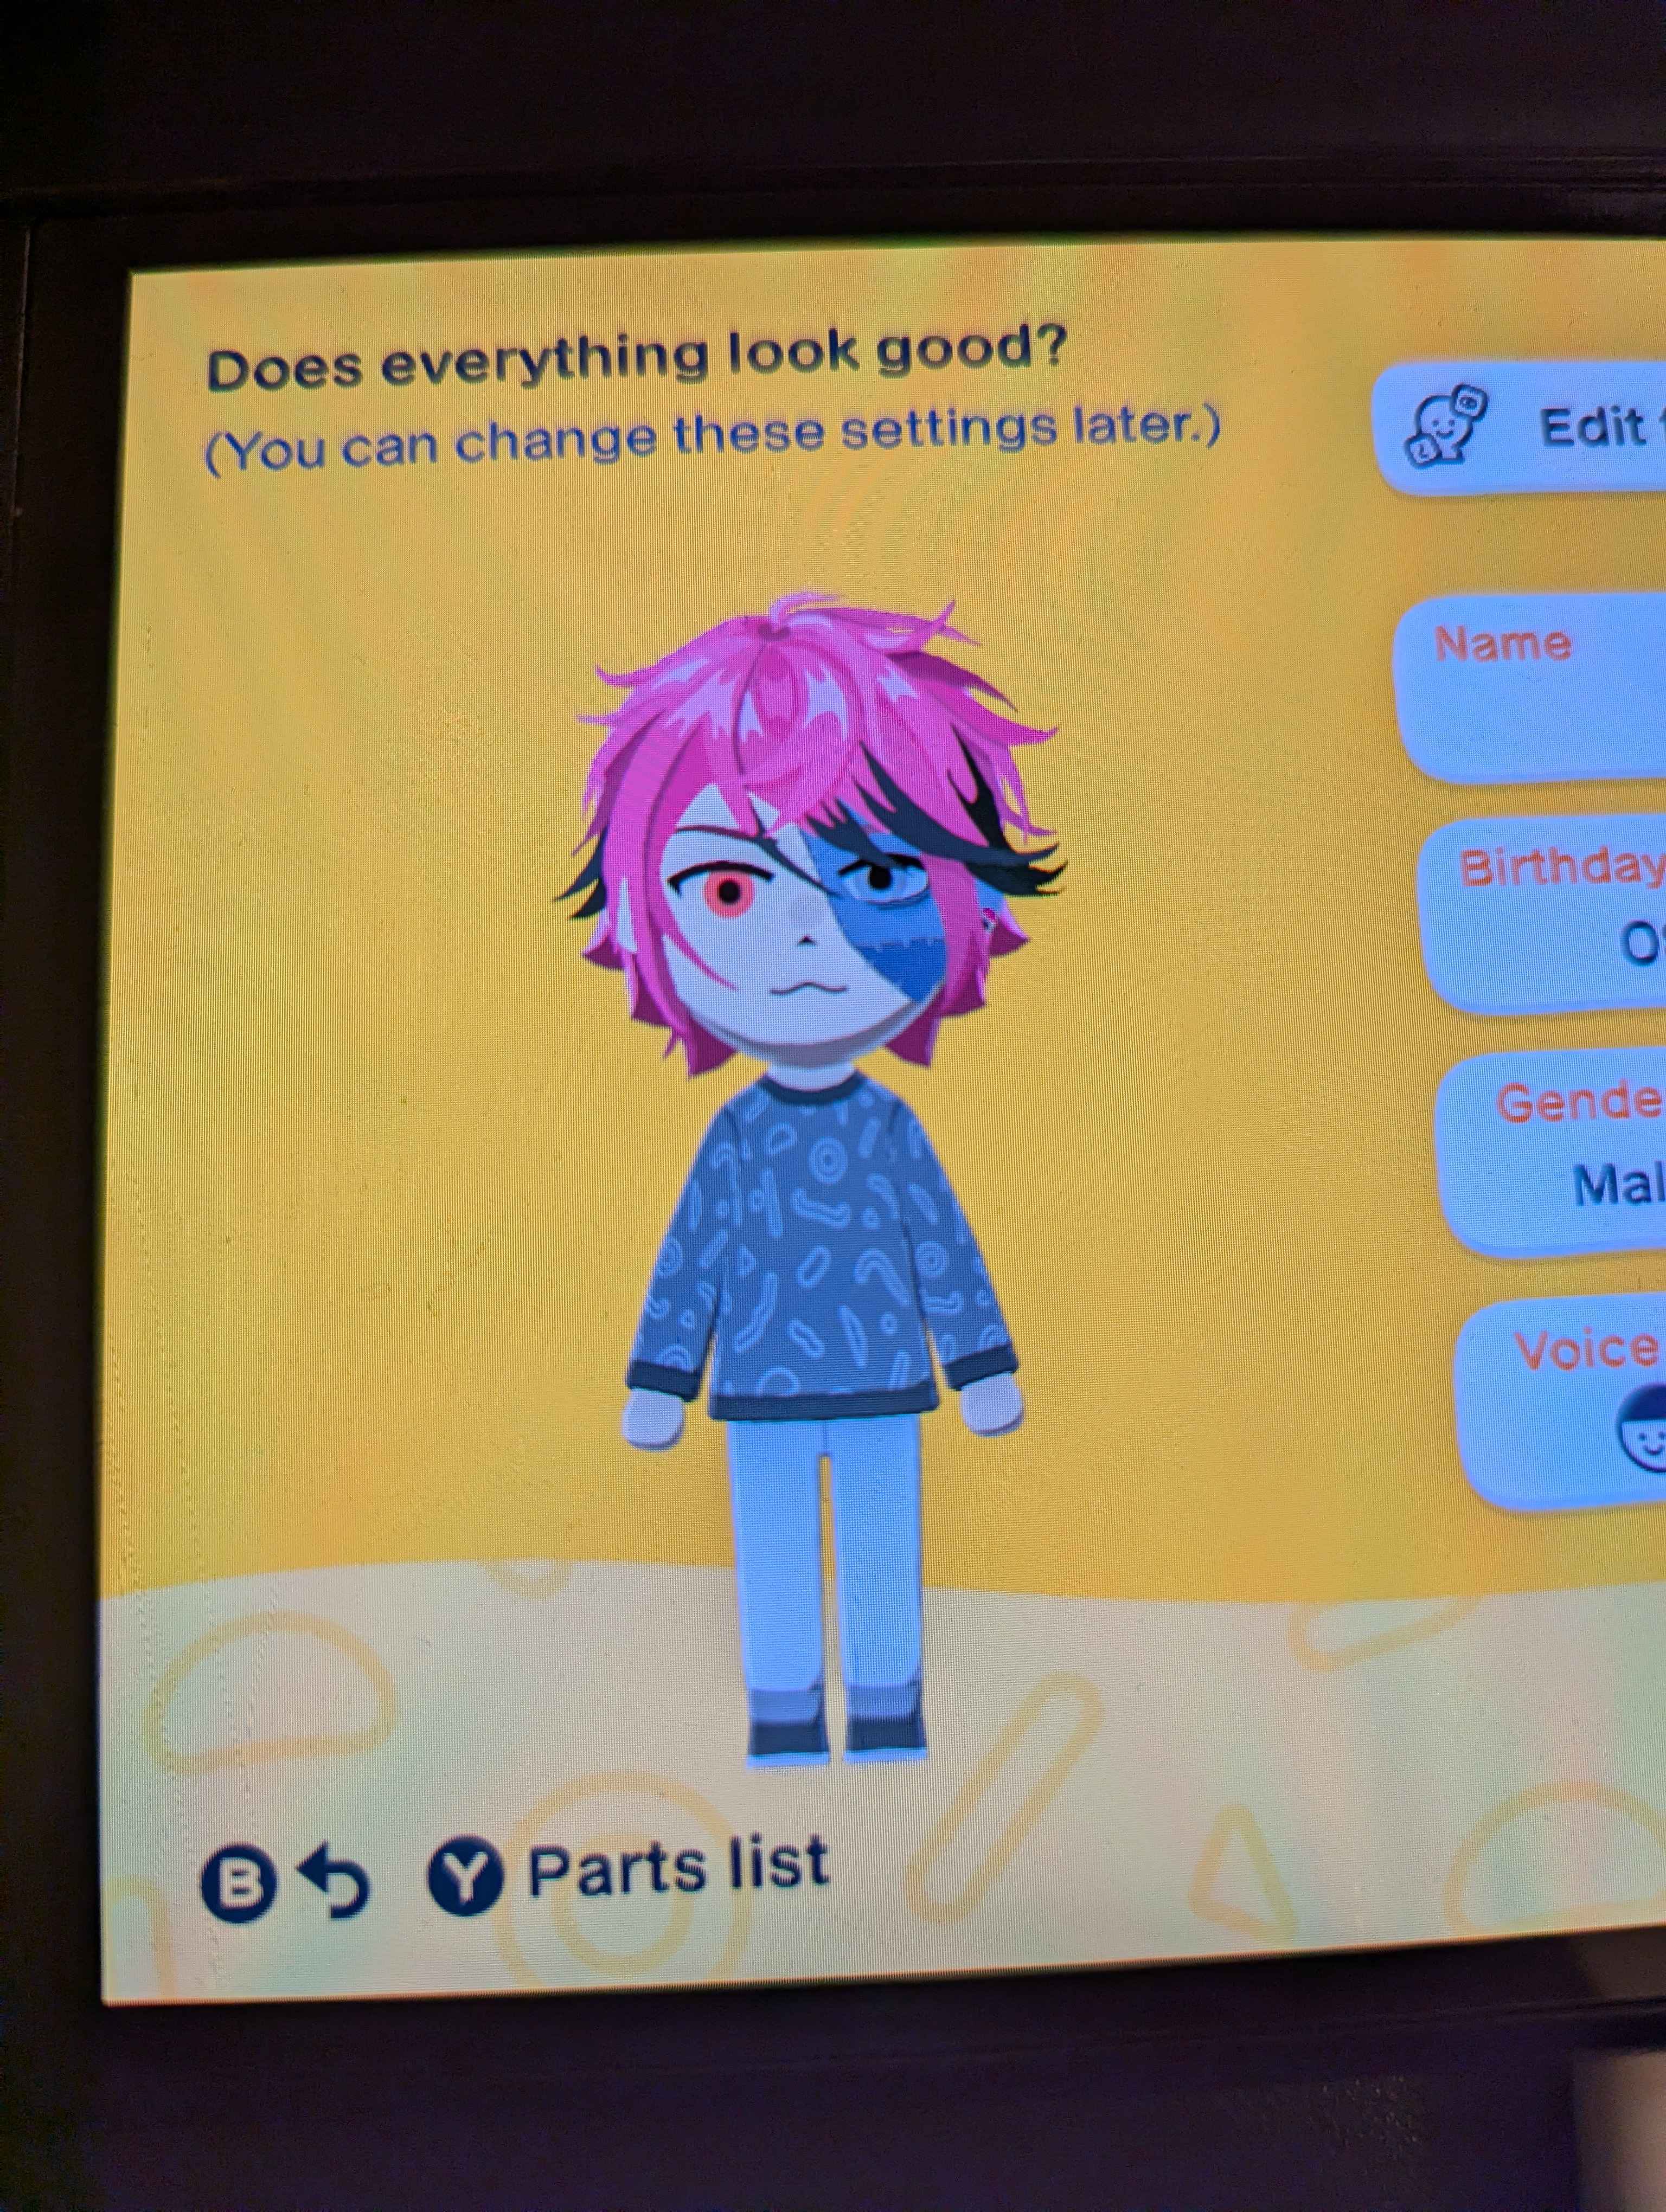 Does everything look good?
(You can change these settings later.)
Edit
Name
Birthday
Gende
Mal
Voice
B Y Parts list